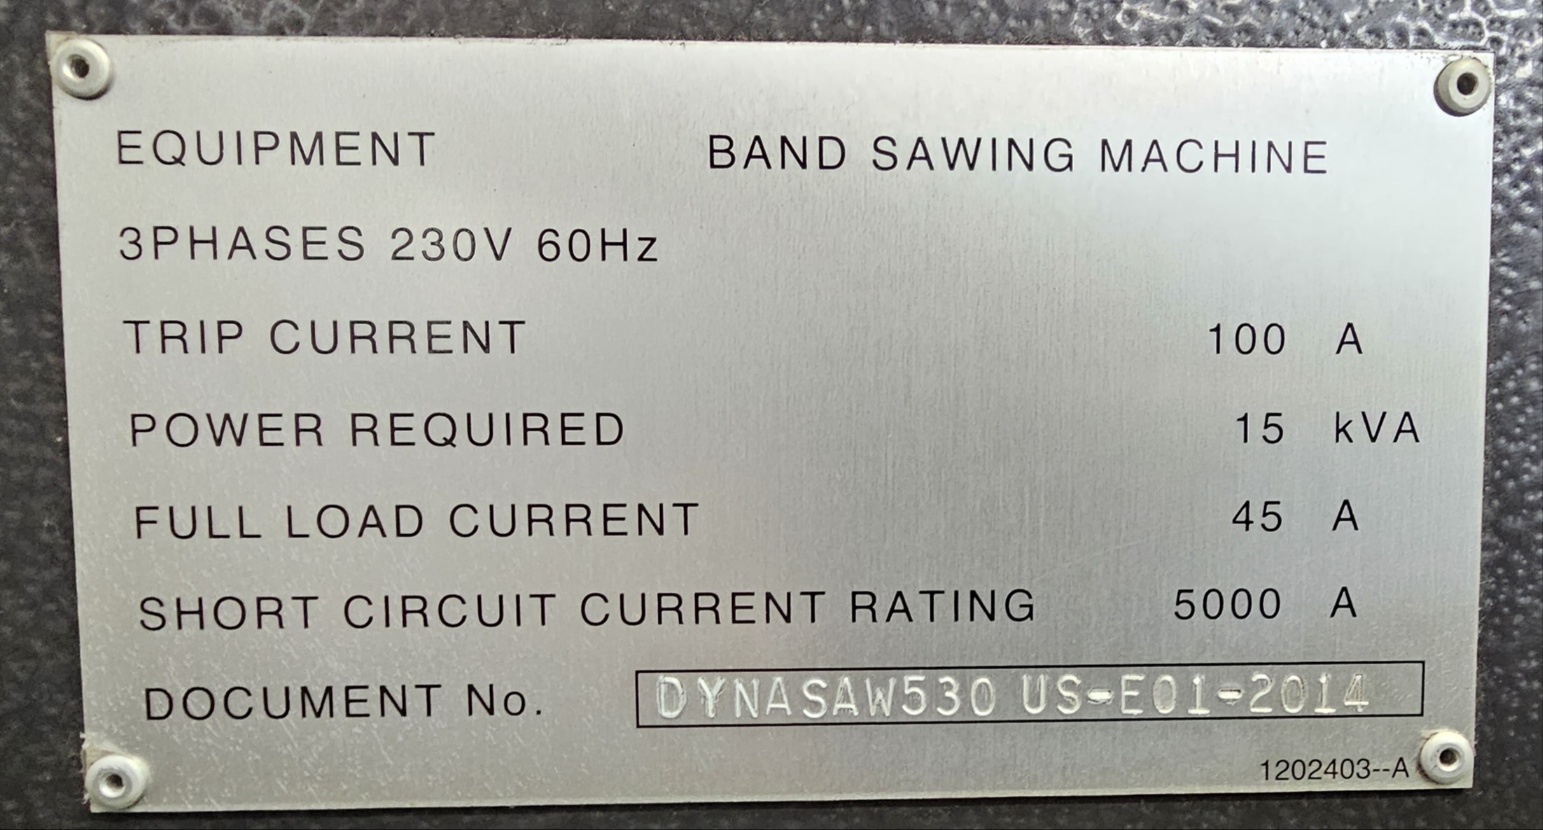 EQUIPMENT BAND SAWING MACHINE
3PHASES 230V 60Hz
TRIP CURRENT 100 A
POWER REQUIRED 15 kVA
FULL LOAD CURRENT 45 A
SHORT CIRCUIT CURRENT RATING 5000 A
DOCUMENT No. DYNASAW530 US-E01-2014
1202403--A